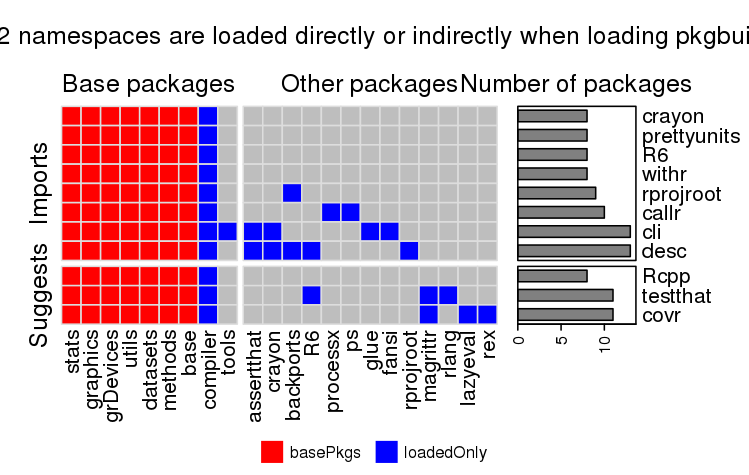 2 namespaces are loaded directly or indirectly when loading pkgbui
Base packages
Other packages
Number of packages
Imports
Suggests
crayon
prettyunits
R6
withr
rprojroot
callr
cli
desc
Rcpp
testthat
covr
0
5
10
stats
graphics
grDevices
utils
datasets
methods
base
compiler
tools
assertthat
crayon
backports
R6
processx
ps
glue
fansi
rprojroot
magrittr
rlang
lazyeval
rex
basePkgs
loadedOnly